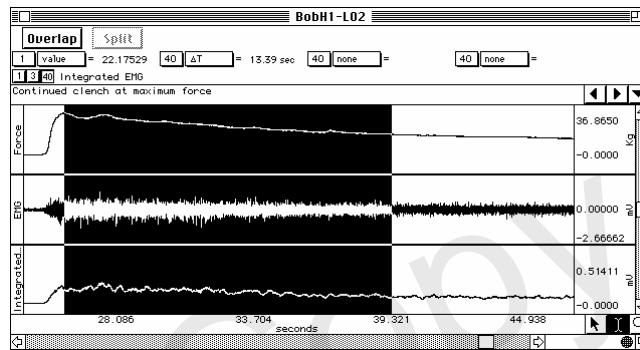 BobH1-L02
Overlap Split
1 value = 22.17529 40 ΔT = 13.39 sec 40 none = 40 none =
1 3 40 Integrated EMG
Continued clench at maximum force
Force 36.8650 -0.0000 Kg
EMG 0.00000 -2.66662 mV
Integrated... 0.51411 -0.0000 mV
28.086 33.704 39.321 44.938
seconds
copy